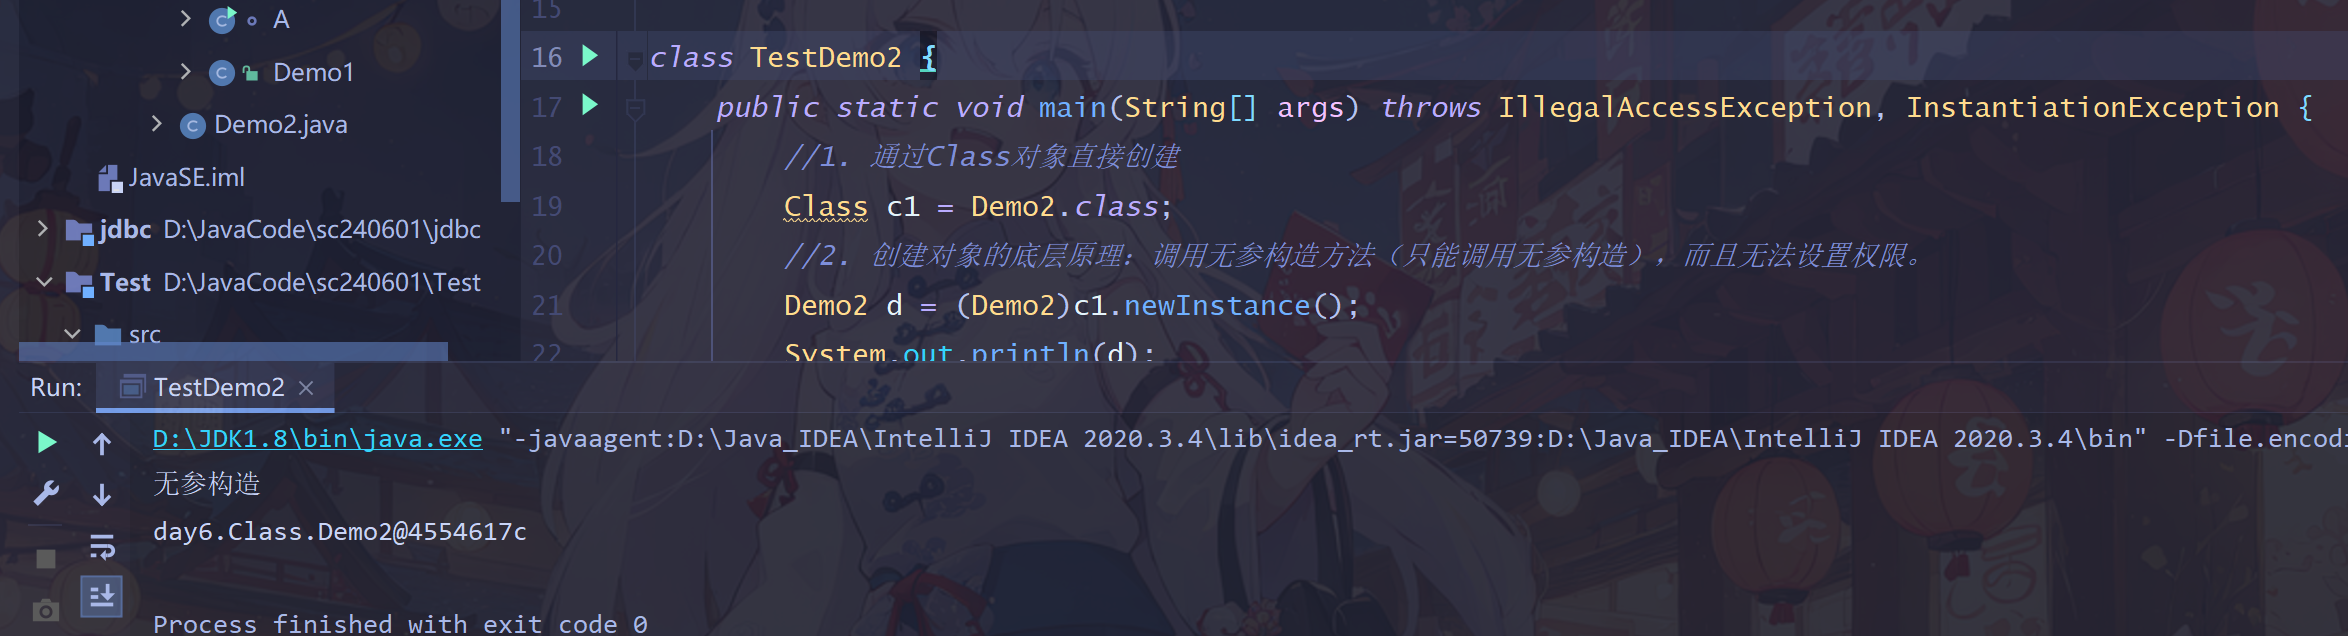 A
Demo1
Demo2.java
JavaSE.iml
jdbc D:\JavaCode\sc240601\jdbc
Test D:\JavaCode\sc240601\Test
src
15
16 class TestDemo2 {
17 public static void main(String[] args) throws IllegalAccessException, InstantiationException {
18 //1. 通过Class对象直接创建
19 Class c1 = Demo2.class;
20 //2. 创建对象的底层原理：调用无参构造方法（只能调用无参构造），而且无法设置权限。
21 Demo2 d = (Demo2)c1.newInstance();
22 System.out.println(d);
Run: TestDemo2
D:\JDK1.8\bin\java.exe "-javaagent:D:\Java_IDEA\IntelliJ IDEA 2020.3.4\lib\idea_rt.jar=50739:D:\Java_IDEA\IntelliJ IDEA 2020.3.4\bin" -Dfile.encodi
无参构造
day6.Class.Demo2@4554617c
Process finished with exit code 0